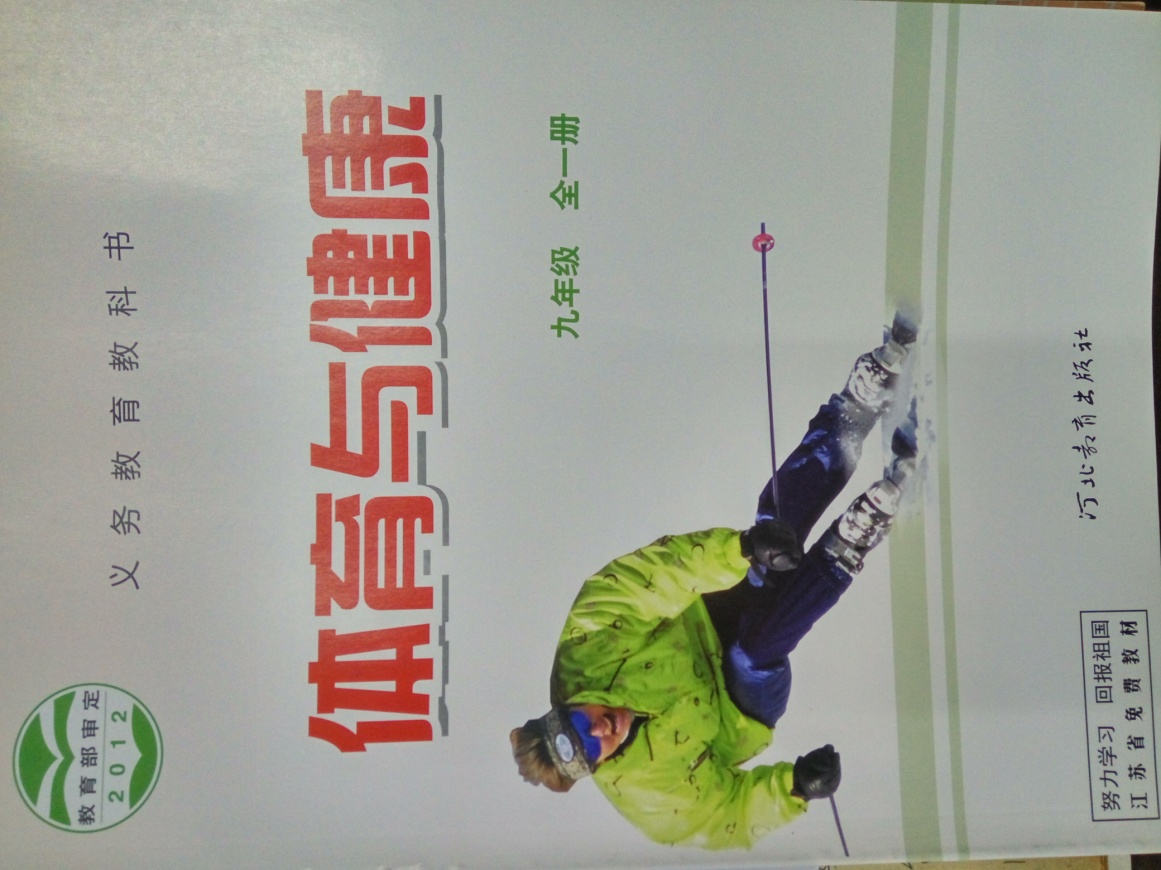 教育部审定
2012
义务教育教科书
体育与健康
九年级 全一册
河北教育出版社
努力学习 回报祖国
江苏省免费教材